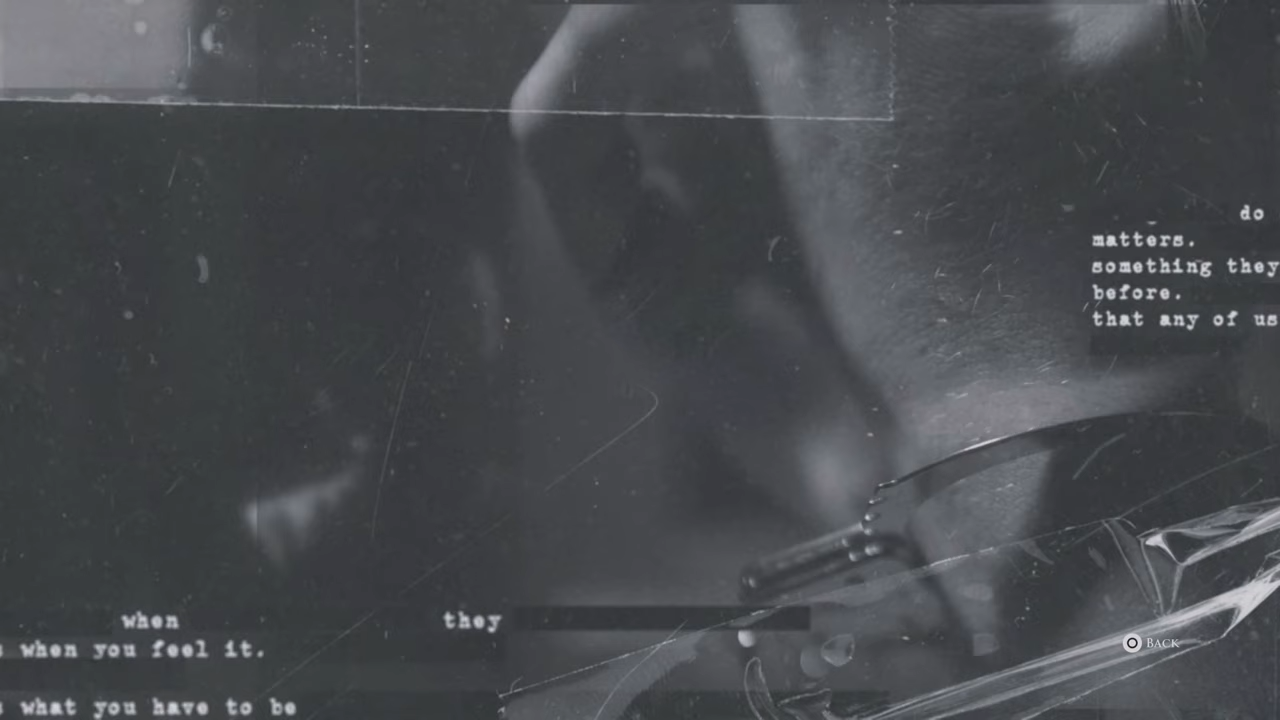 do
matters.
something they
before.
that any of us
when they
when you feel it.
what you have to be
BACK